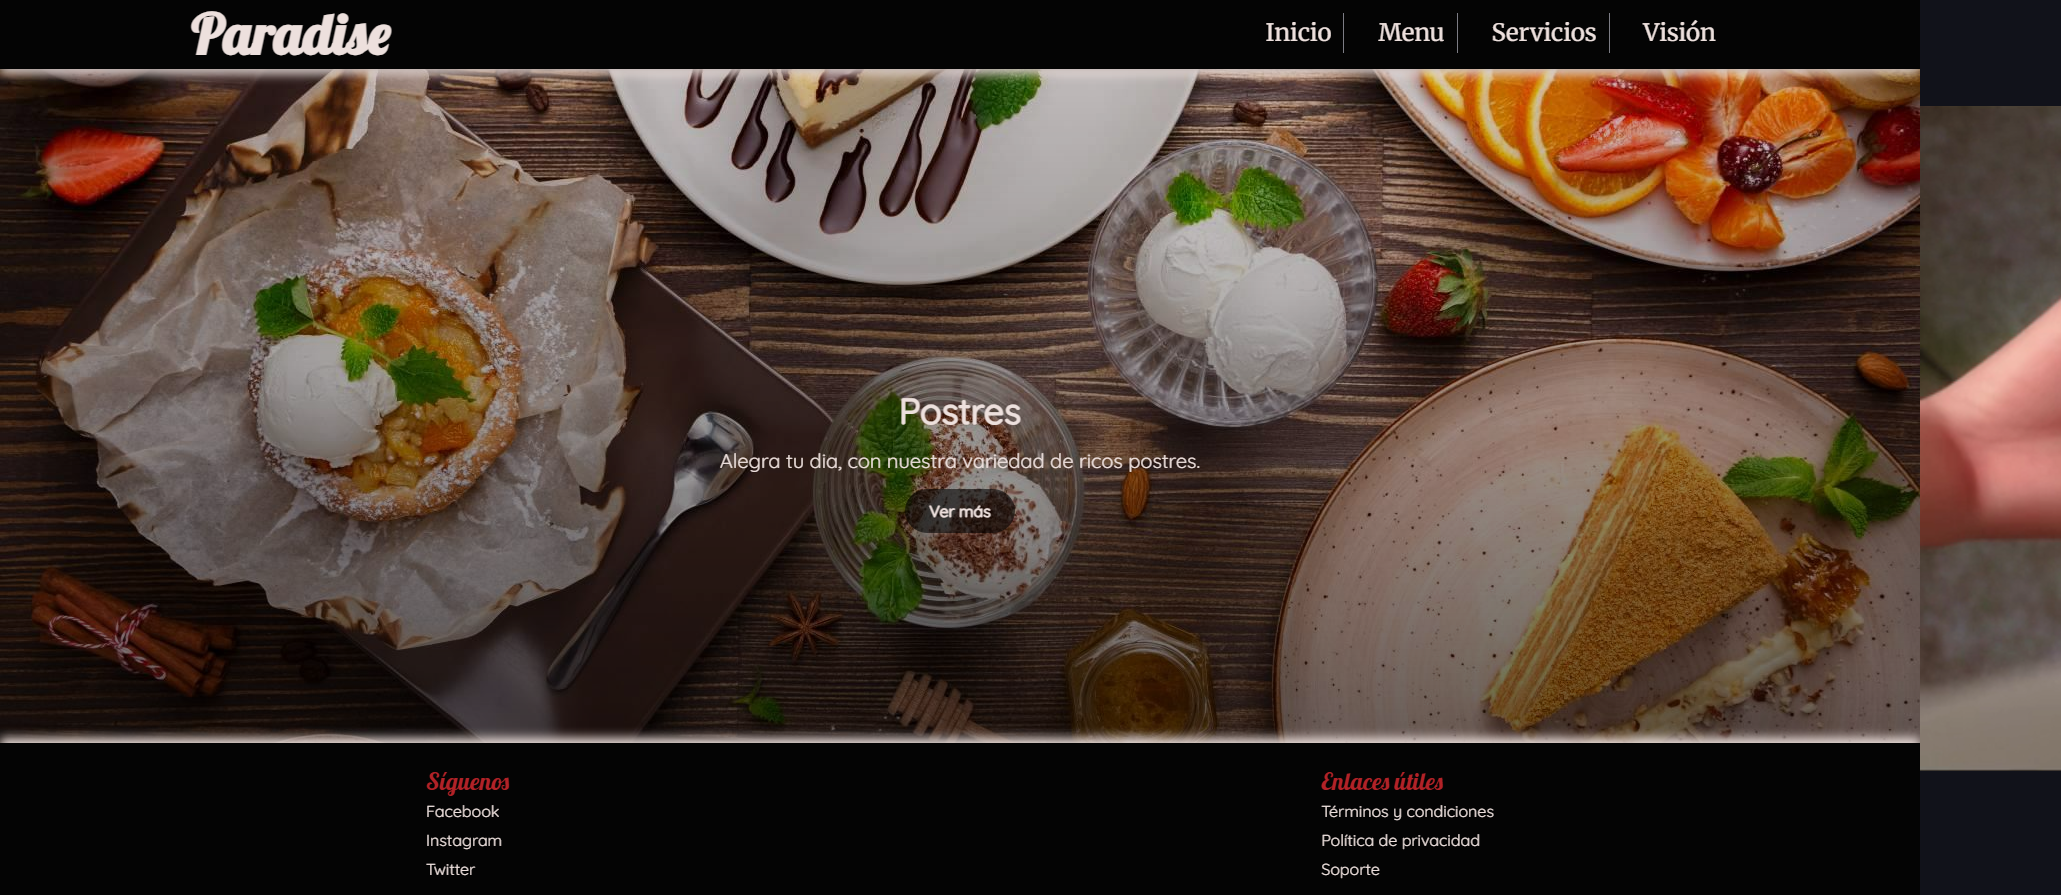 Paradise
Inicio
Menu
Servicios
Visión
Postres
Alegra tu dia, con nuestra variedad de ricos postres.
Ver más
Síguenos
Facebook
Instagram
Twitter
Enlaces útiles
Términos y condiciones
Política de privacidad
Soporte